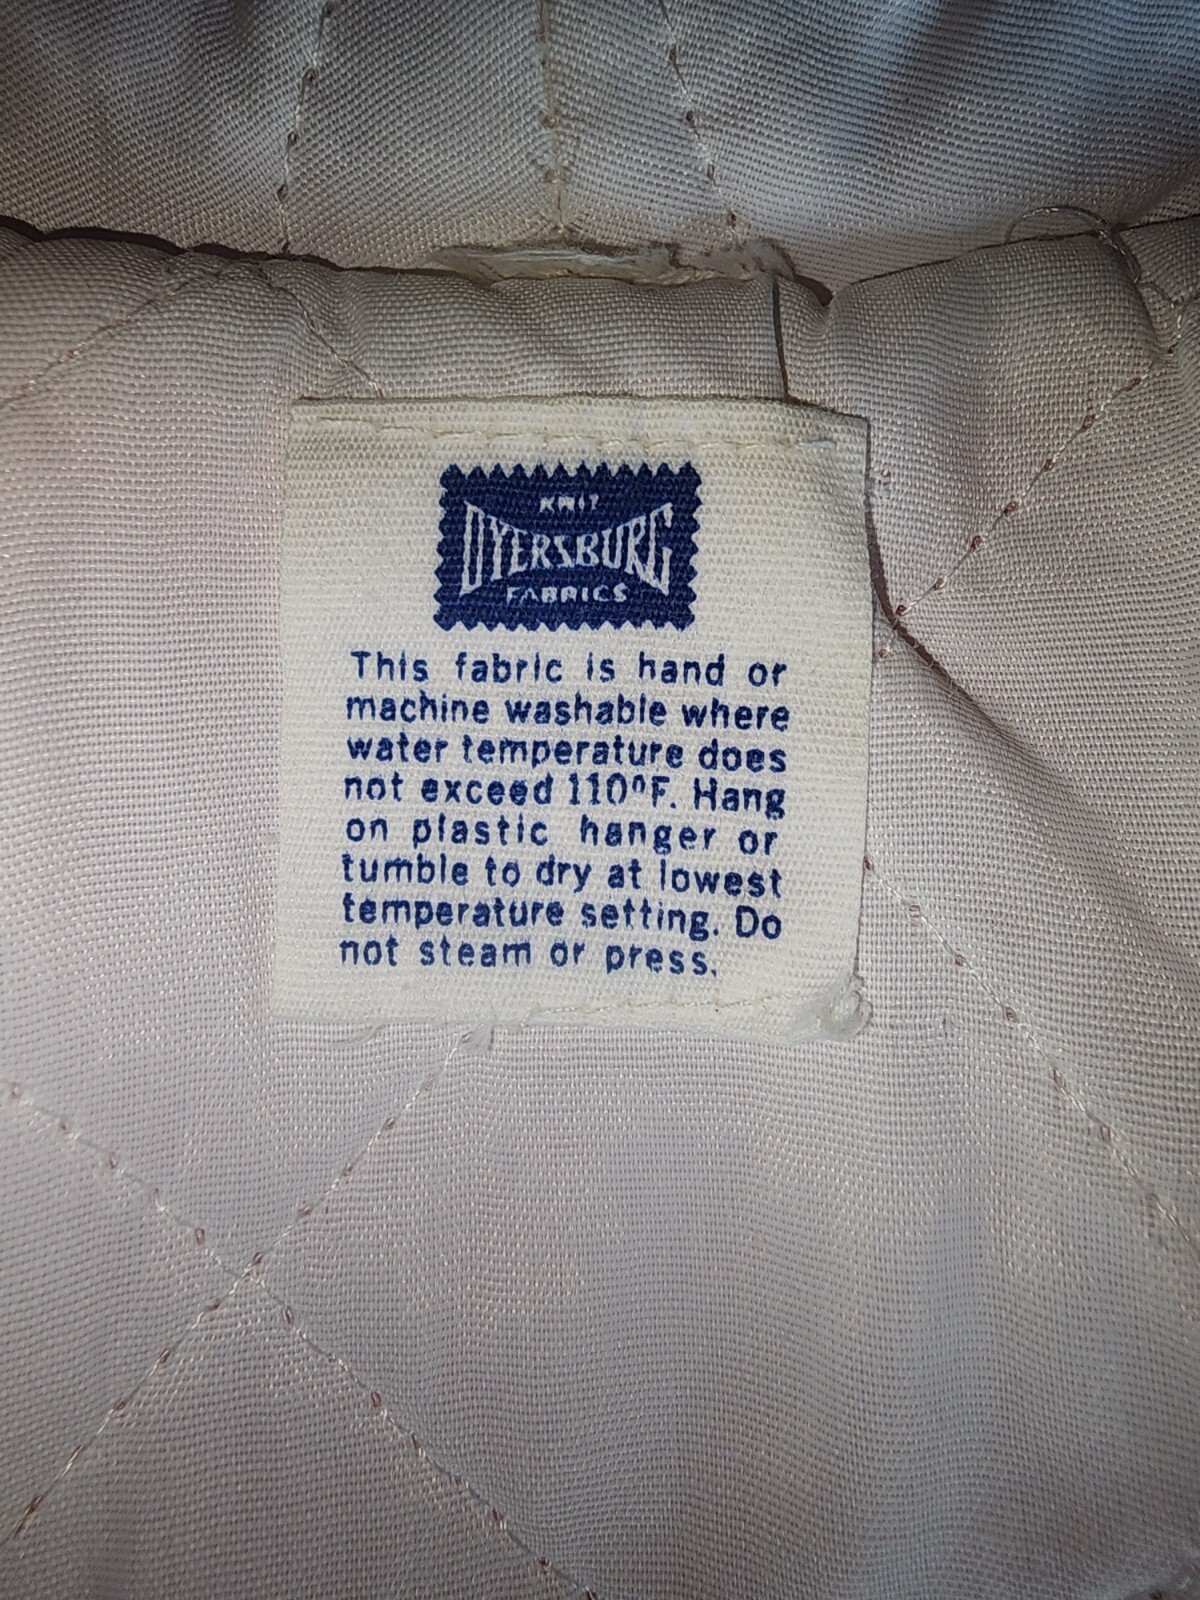 KNIT
DYERSBURG
FABRICS
This fabric is hand or
machine washable where
water temperature does
not exceed 110ºF. Hang
on plastic hanger or
tumble to dry at lowest
temperature setting. Do
not steam or press.